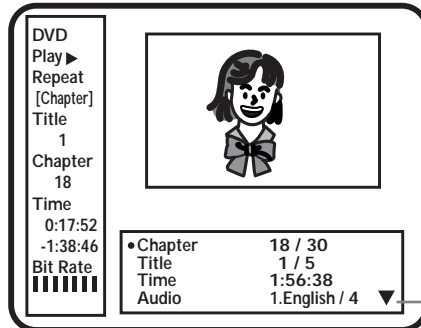 DVD
Play ▶
Repeat
[Chapter]
Title
1
Chapter
18
Time
0:17:52
-1:38:46
Bit Rate
•Chapter 18 / 30
Title 1 / 5
Time 1:56:38
Audio 1.English / 4 ▼